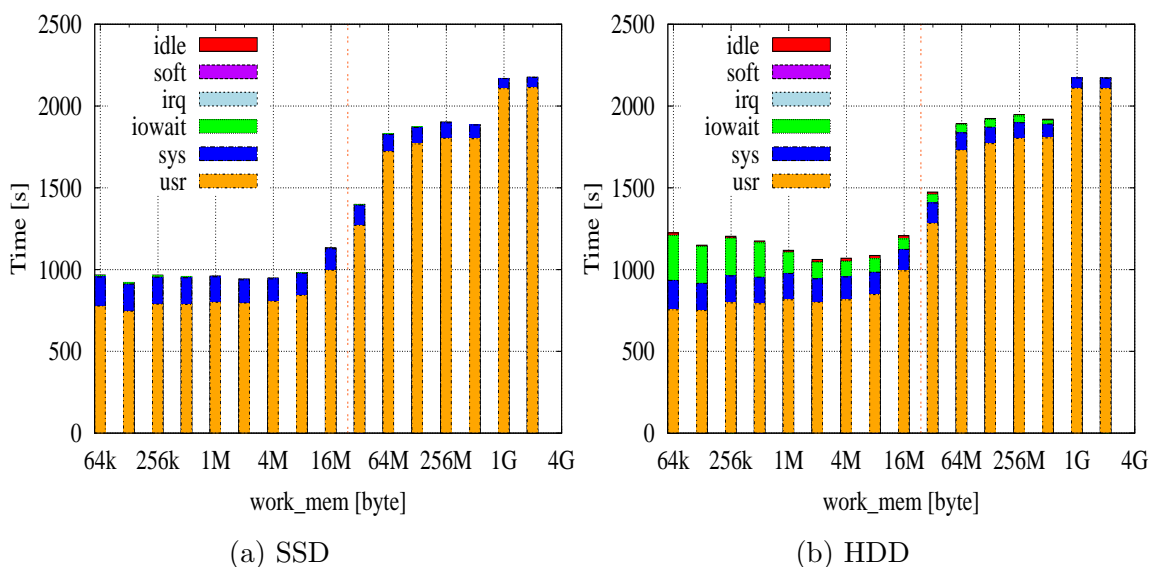 2500
2000
1500
1000
500
0
Time [s]
idle
soft
irq
iowait
sys
usr
64k 256k 1M 4M 16M 64M 256M 1G 4G
work_mem [byte]
(a) SSD
2500
2000
1500
1000
500
0
Time [s]
idle
soft
irq
iowait
sys
usr
64k 256k 1M 4M 16M 64M 256M 1G 4G
work_mem [byte]
(b) HDD